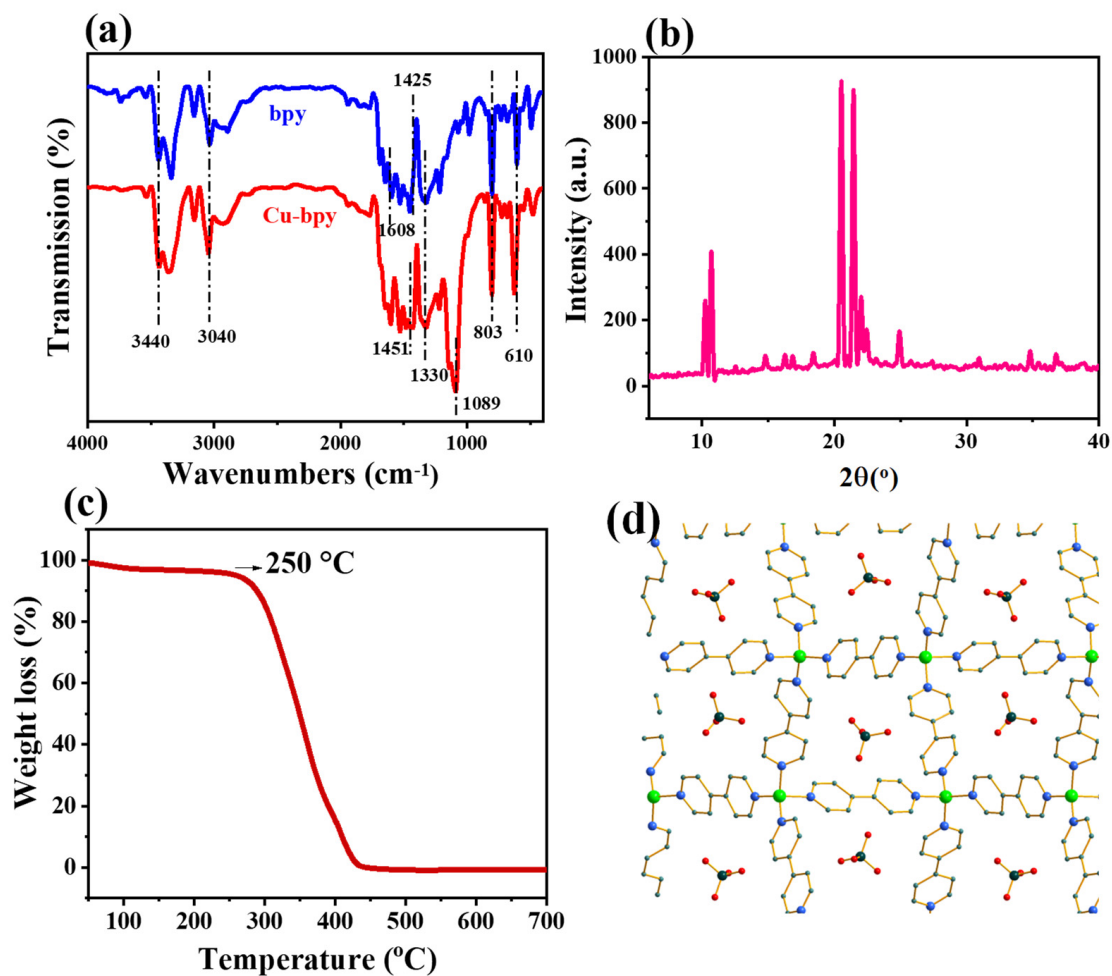 (a)
1425
bpy
Cu-bpy
1608
3440
3040
1451
1330
1089
803
610
Transmission (%)
4000
3000
2000
1000
Wavenumbers (cm-1)
(b)
1000
800
600
400
200
0
Intensity (a.u.)
10
20
30
40
2θ(o)
(c)
100
80
60
40
20
0
250 °C
Weight loss (%)
100
200
300
400
500
600
700
Temperature (oC)
(d)